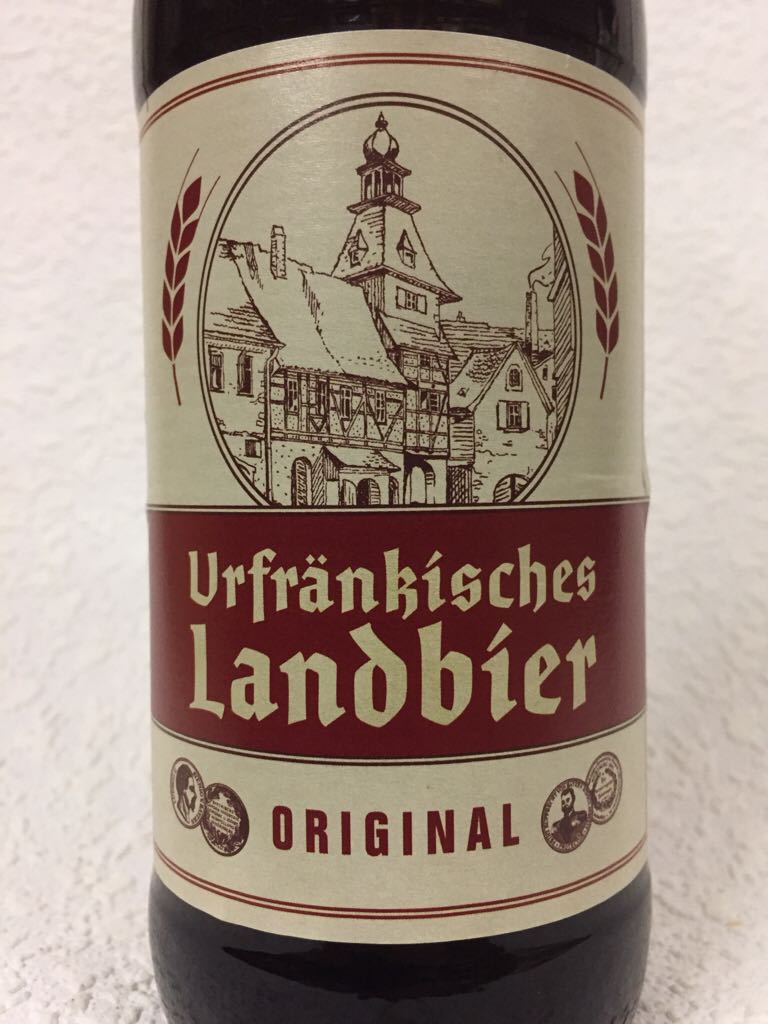 Urfränkisches
Landbier
ORIGINAL